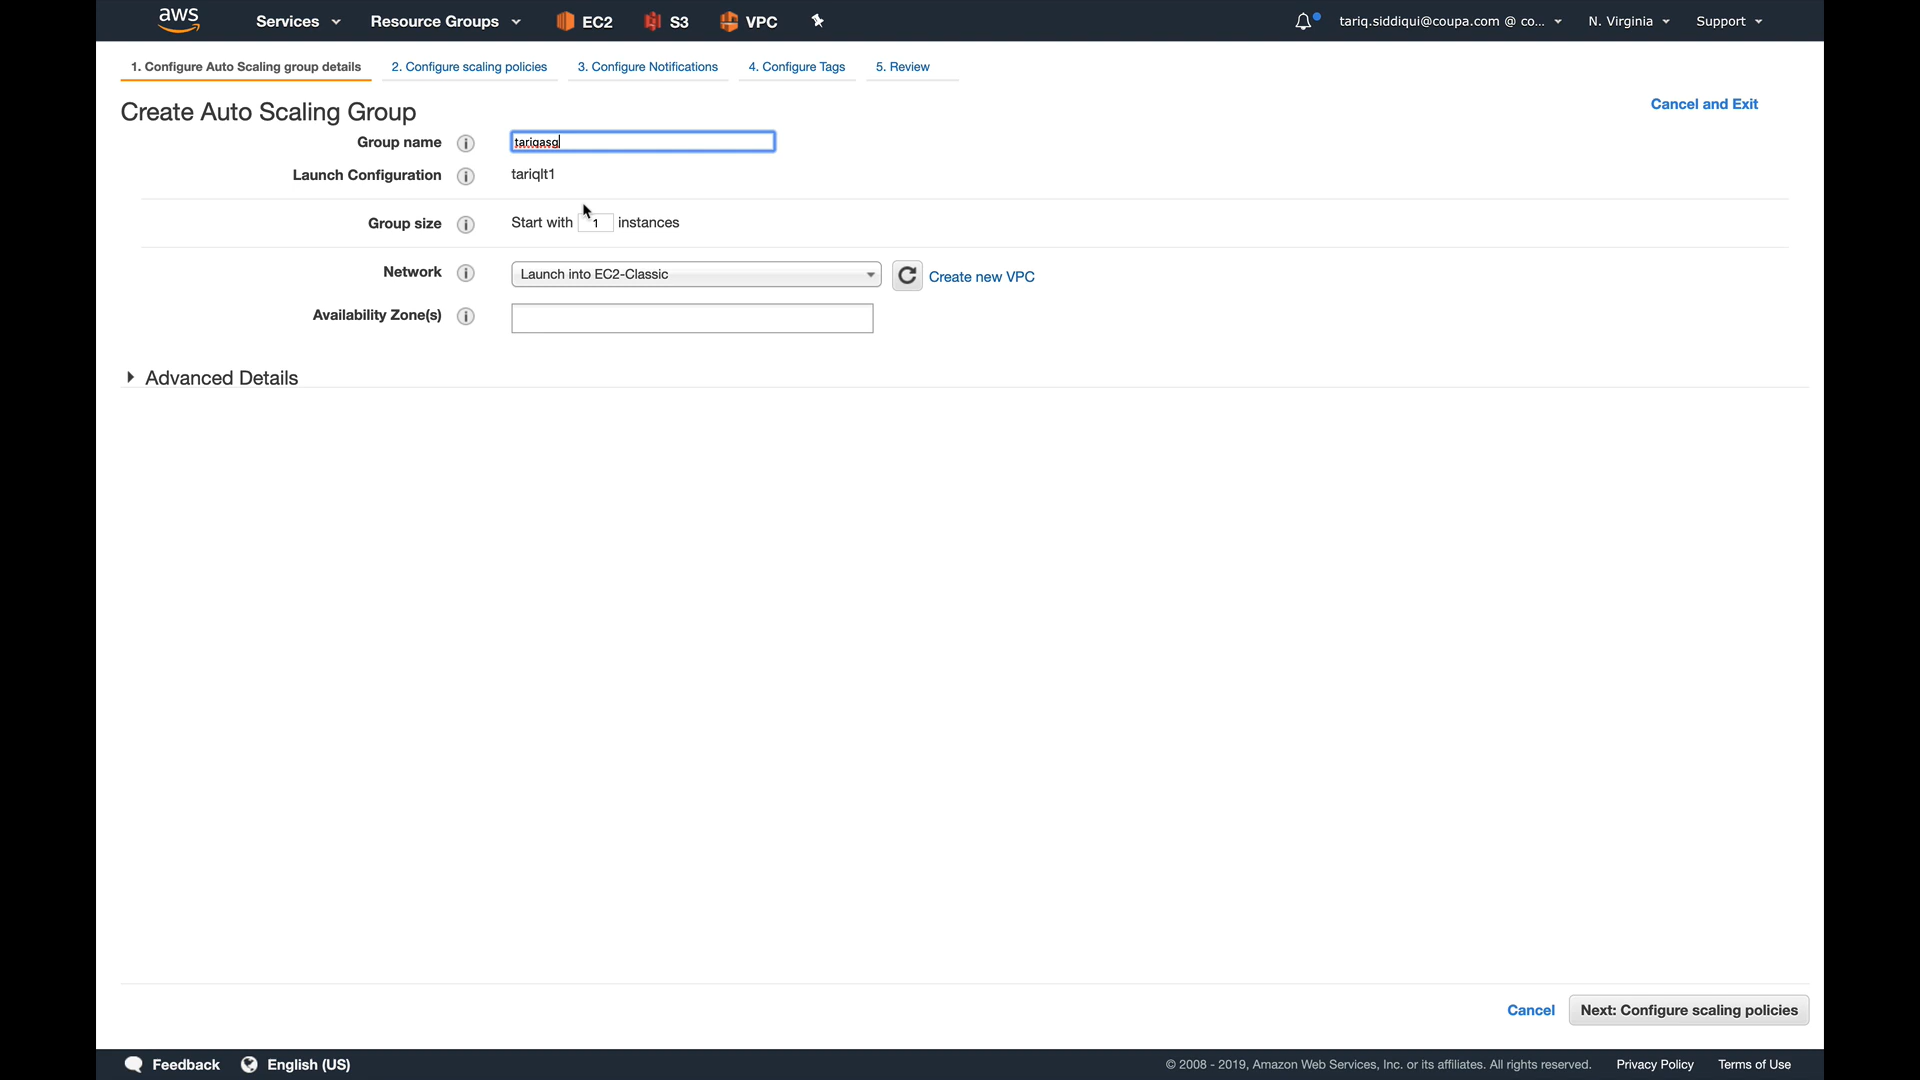 aws Services Resource Groups EC2 S3 VPC tariq.siddiqui@coupa.com @ co... N. Virginia Support
1. Configure Auto Scaling group details 2. Configure scaling policies 3. Configure Notifications 4. Configure Tags 5. Review
Create Auto Scaling Group
Cancel and Exit
Group name i tariqasg
Launch Configuration i tariqlt1
Group size i Start with 1 instances
Network i Launch into EC2-Classic Create new VPC
Availability Zone(s) i
Advanced Details
Cancel Next: Configure scaling policies
Feedback English (US) © 2008 - 2019, Amazon Web Services, Inc. or its affiliates. All rights reserved. Privacy Policy Terms of Use